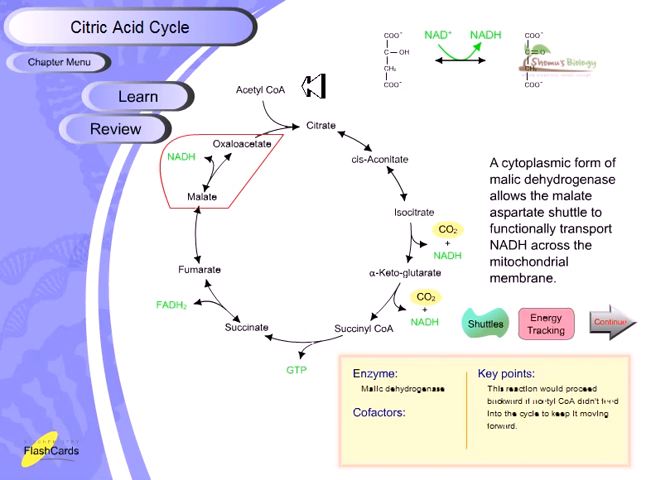 Citric Acid Cycle
Chapter Menu
Learn
Review
COO⁻
C — OH
CH₂
COO⁻
NAD⁺
NADH
COO⁻
C = O
CH₂
COO⁻
Shomu's Biology
Acetyl CoA
Citrate
cis-Aconitate
Isocitrate
CO₂
+
NADH
α-Keto-glutarate
CO₂
+
NADH
Succinyl CoA
GTP
Succinate
FADH₂
Fumarate
Malate
NADH
Oxaloacetate
A cytoplasmic form of
malic dehydrogenase
allows the malate
aspartate shuttle to
functionally transport
NADH across the
mitochondrial
membrane.
Shuttles
Energy
Tracking
Continue
Enzyme:
Malic dehydrogenase
Cofactors:
Key points:
This reaction would proceed
backward if acetyl CoA didn't feed
into the cycle to keep it moving
forward.
FlashCards